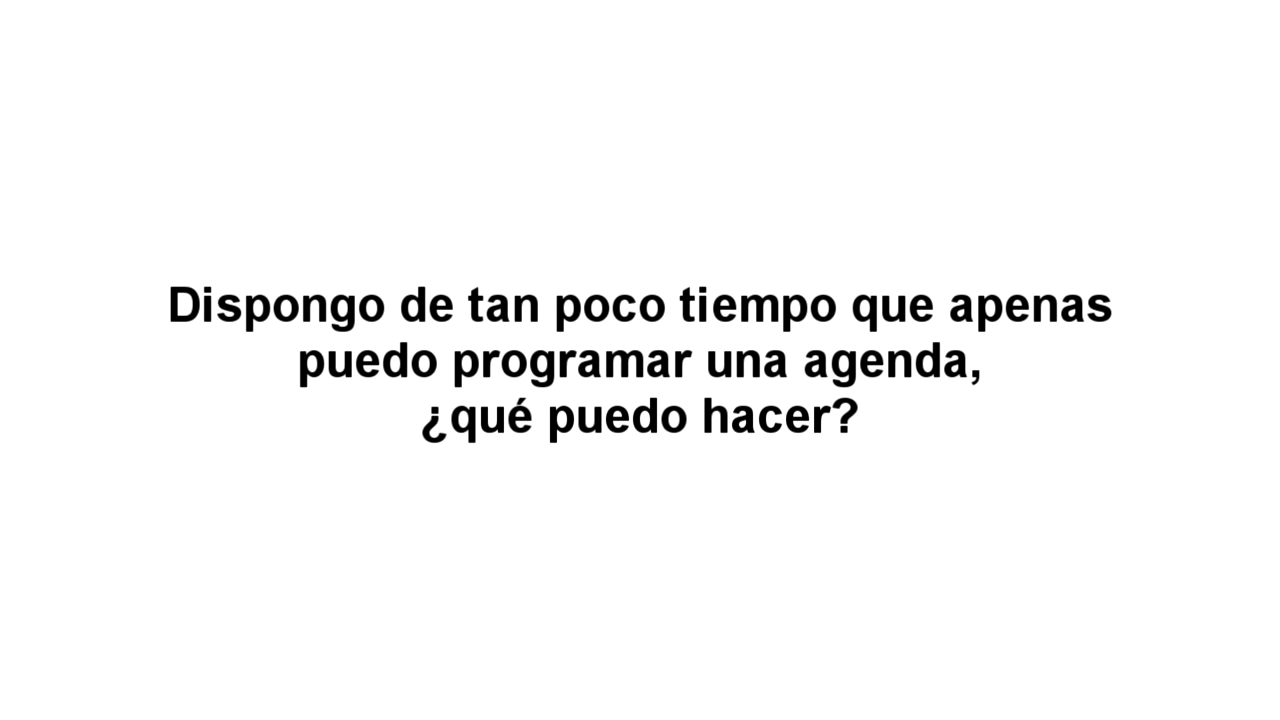 Dispongo de tan poco tiempo que apenas
puedo programar una agenda,
¿qué puedo hacer?